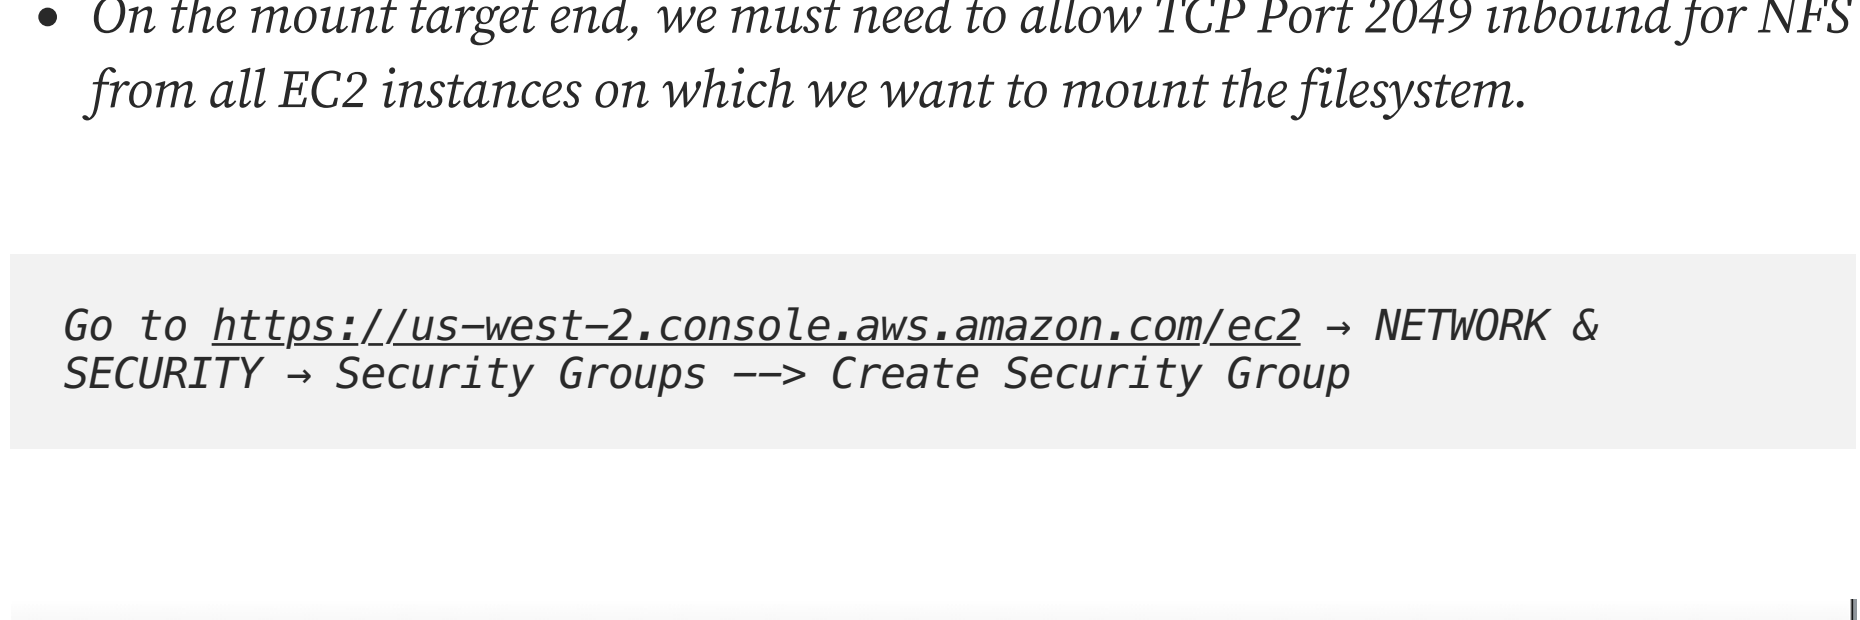 • On the mount target end, we must need to allow TCP Port 2049 inbound for NFS
from all EC2 instances on which we want to mount the filesystem.
Go to https://us-west-2.console.aws.amazon.com/ec2 → NETWORK &
SECURITY → Security Groups ––> Create Security Group